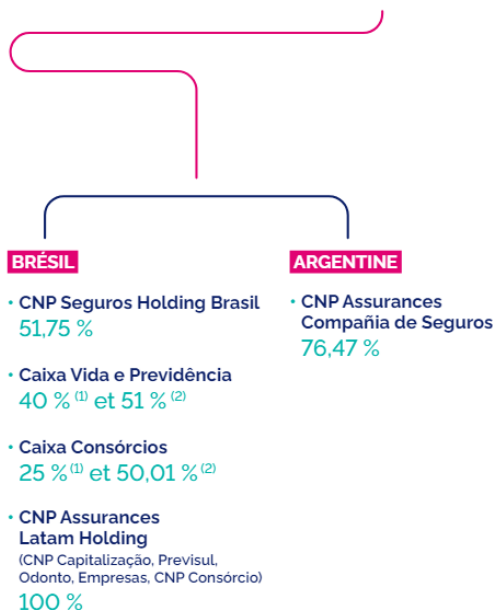 BRÉSIL
• CNP Seguros Holding Brasil
51,75 %
• Caixa Vida e Previdência
40 % (1) et 51 % (2)
• Caixa Consórcios
25 % (1) et 50,01 % (2)
• CNP Assurances
Latam Holding
(CNP Capitalização, Previsul,
Odonto, Empresas, CNP Consórcio)
100 %
ARGENTINE
• CNP Assurances
Compañia de Seguros
76,47 %